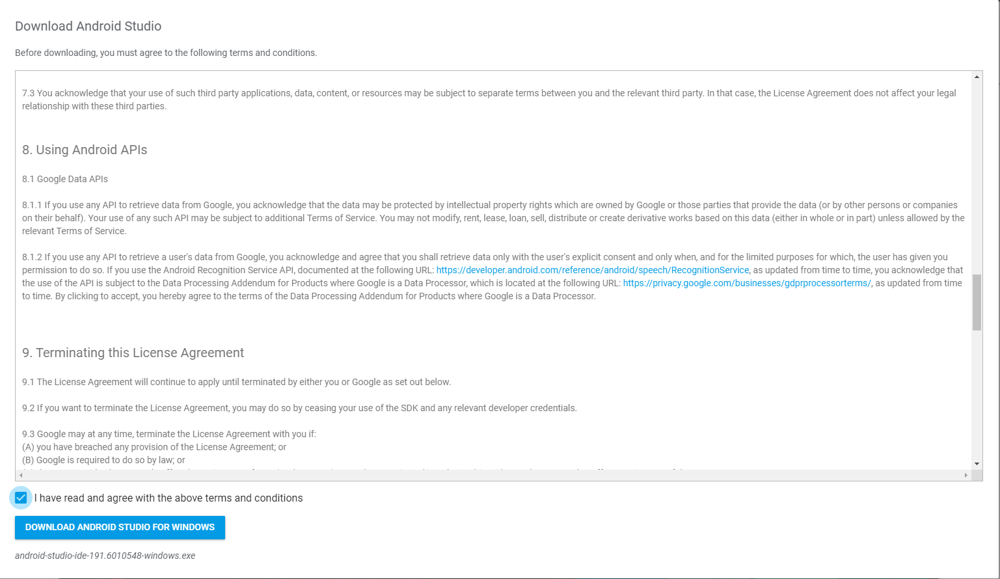 Download Android Studio
Before downloading, you must agree to the following terms and conditions.
7.3 You acknowledge that your use of such third party applications, data, content, or resources may be subject to separate terms between you and the relevant third party. In that case, the License Agreement does not affect your legal
relationship with these third parties.
8. Using Android APIs
8.1 Google Data APIs
8.1.1 If you use any API to retrieve data from Google, you acknowledge that the data may be protected by intellectual property rights which are owned by Google or those parties that provide the data (or by other persons or companies
on their behalf). Your use of any such API may be subject to additional Terms of Service. You may not modify, rent, lease, loan, sell, distribute or create derivative works based on this data (either in whole or in part) unless allowed by the
relevant Terms of Service.
8.1.2 If you use any API to retrieve a user's data from Google, you acknowledge and agree that you shall retrieve data only with the user's explicit consent and only when, and for the limited purposes for which, the user has given you
permission to do so. If you use the Android Recognition Service API, documented at the following URL: https://developer.android.com/reference/android/speech/RecognitionService, as updated from time to time, you acknowledge that
the use of the API is subject to the Data Processing Addendum for Products where Google is a Data Processor, which is located at the following URL: https://privacy.google.com/businesses/gdprprocessorterms/, as updated from time
to time. By clicking to accept, you hereby agree to the terms of the Data Processing Addendum for Products where Google is a Data Processor.
9. Terminating this License Agreement
9.1 The License Agreement will continue to apply until terminated by either you or Google as set out below.
9.2 If you want to terminate the License Agreement, you may do so by ceasing your use of the SDK and any relevant developer credentials.
9.3 Google may at any time, terminate the License Agreement with you if:
(A) you have breached any provision of the License Agreement; or
(B) Google is required to do so by law; or
I have read and agree with the above terms and conditions
DOWNLOAD ANDROID STUDIO FOR WINDOWS
android-studio-ide-191.6010548-windows.exe